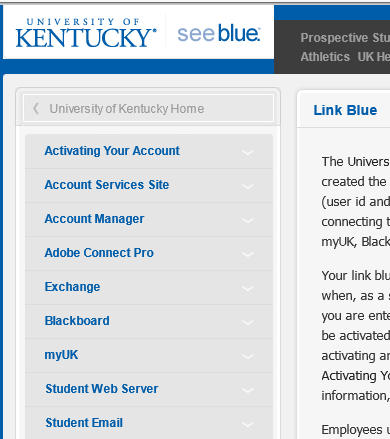 UNIVERSITY OF
KENTUCKY
see blue.
Prospective Stu
Athletics UK He
University of Kentucky Home
Activating Your Account
Account Services Site
Account Manager
Adobe Connect Pro
Exchange
Blackboard
myUK
Student Web Server
Student Email
Link Blue
The Univers
created the
(user id and
connecting t
myUK, Black
Your link blu
when, as a s
you are ente
be activated
activating an
Activating Yo
information,
Employees u